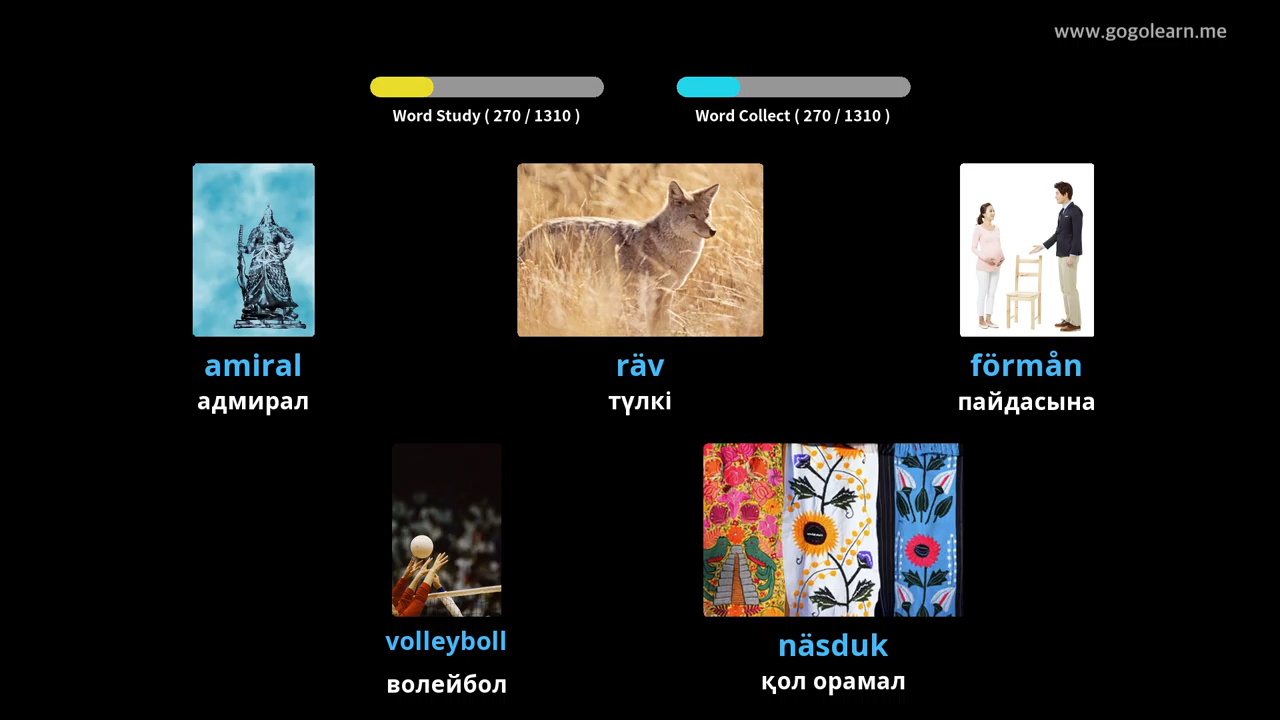 www.gogolearn.me
Word Study ( 270 / 1310 )
Word Collect ( 270 / 1310 )
amiral
адмирал
räv
түлкі
förmån
пайдасына
volleyboll
волейбол
näsduk
қол орамал